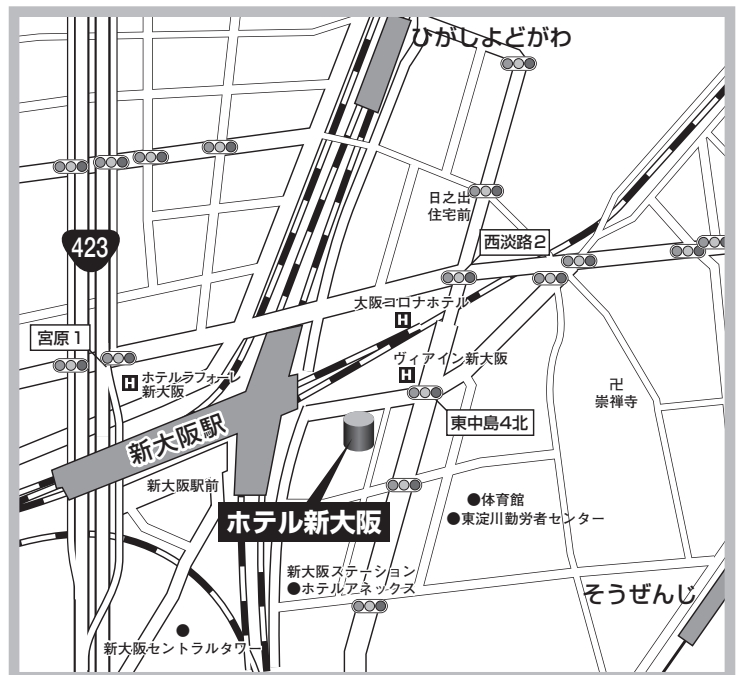 ひがしよどがわ
日之出
住宅前
423
西淡路2
大阪コロナホテル
H
宮原1
ヴィアイン新大阪
H
H
ホテルラフォーレ
新大阪
卍
崇禅寺
東中島4北
新大阪駅
新大阪駅前
●体育館
●東淀川勤労者センター
ホテル新大阪
新大阪ステーション
●ホテルアネックス
そうぜんじ
●
新大阪セントラルタワー